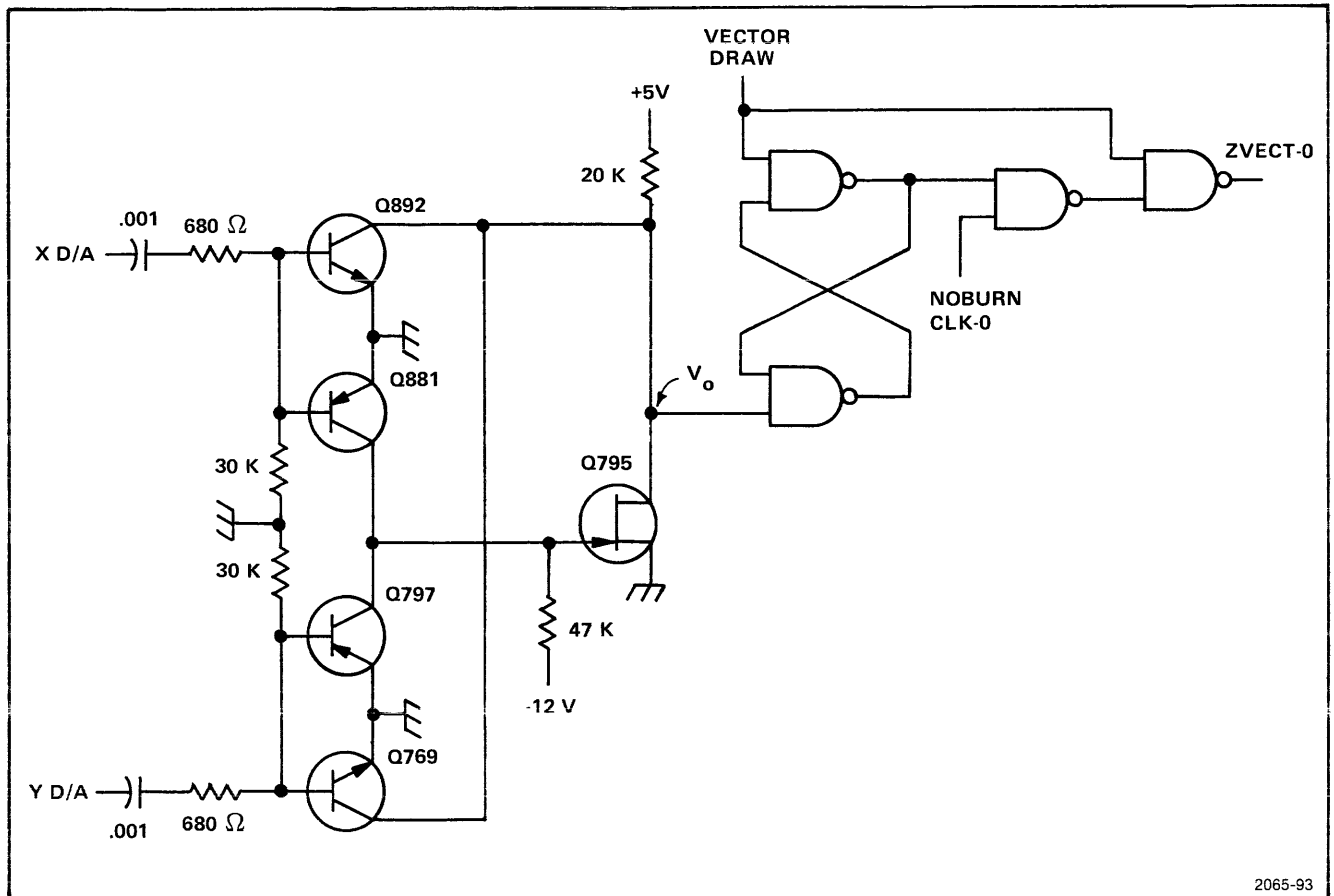 VECTOR
DRAW
+5V
20 K
ZVECT-0
Q892
.001
680 Ω
X D/A
NOBURN
CLK-0
Q881
Vo
30 K
Q795
30 K
Q797
47 K
-12 V
Q769
Y D/A
.001
680 Ω
2065-93